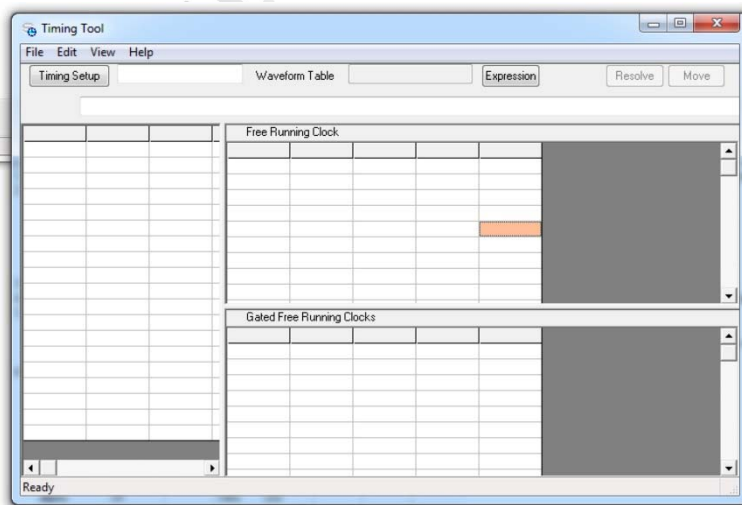 Timing Tool
File Edit View Help
Timing Setup Waveform Table Expression Resolve Move
Free Running Clock
Gated Free Running Clocks
Ready